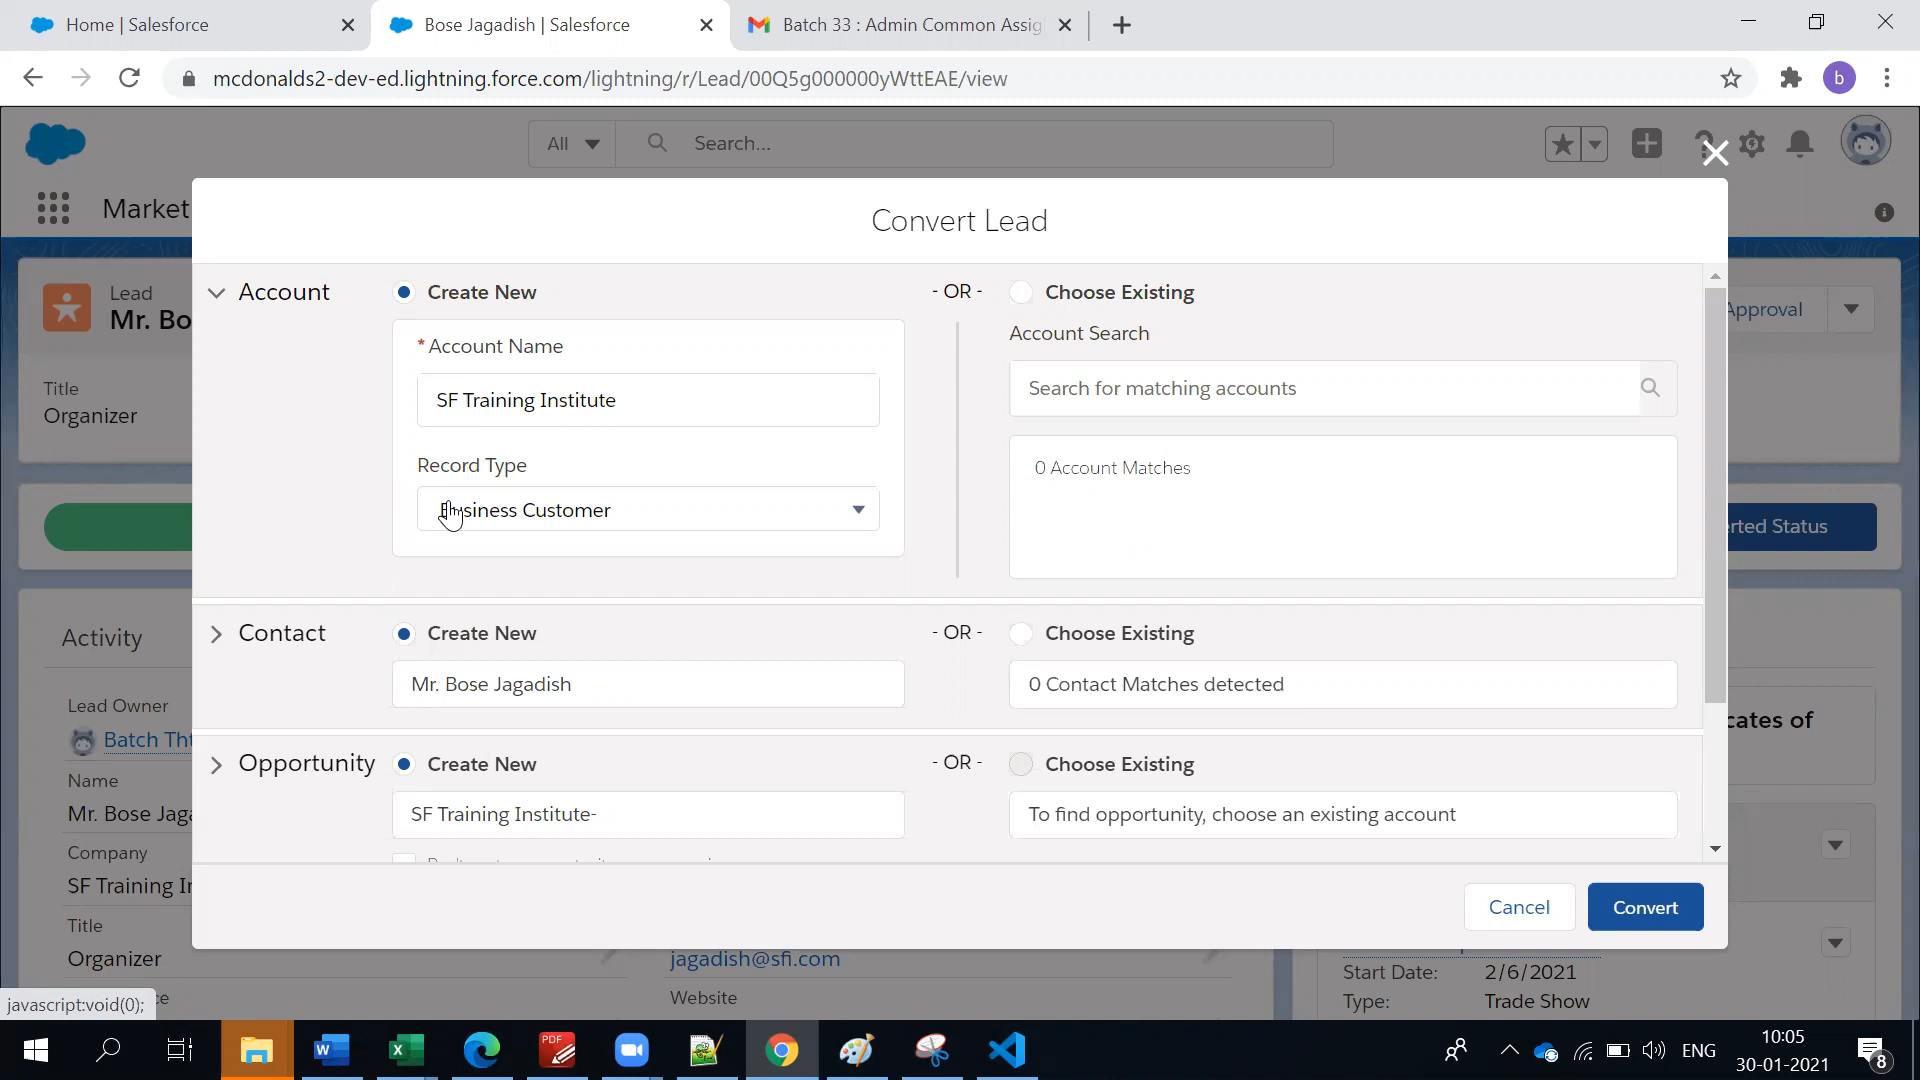 Home | Salesforce
Bose Jagadish | Salesforce
Batch 33 : Admin Common Assig
mcdonalds2-dev-ed.lightning.force.com/lightning/r/Lead/00Q5g000000yWttEAE/view
b
All
Search...
Market
Convert Lead
Lead
Mr. Bo
Approval
Title
Organizer
Account
Create New
- OR -
Choose Existing
*Account Name
Account Search
SF Training Institute
Search for matching accounts
Record Type
0 Account Matches
Business Customer
rted Status
Contact
Create New
- OR -
Choose Existing
Mr. Bose Jagadish
0 Contact Matches detected
Activity
Lead Owner
Batch Tht
cates of
Opportunity
Create New
- OR -
Choose Existing
SF Training Institute-
To find opportunity, choose an existing account
Name
Mr. Bose Jaga
Company
SF Training In
Title
Organizer
Cancel
Convert
jagadish@sfi.com
Website
Start Date: 2/6/2021
Type: Trade Show
javascript:void(0);
ce
W
X
PDF
ENG
10:05
30-01-2021
8